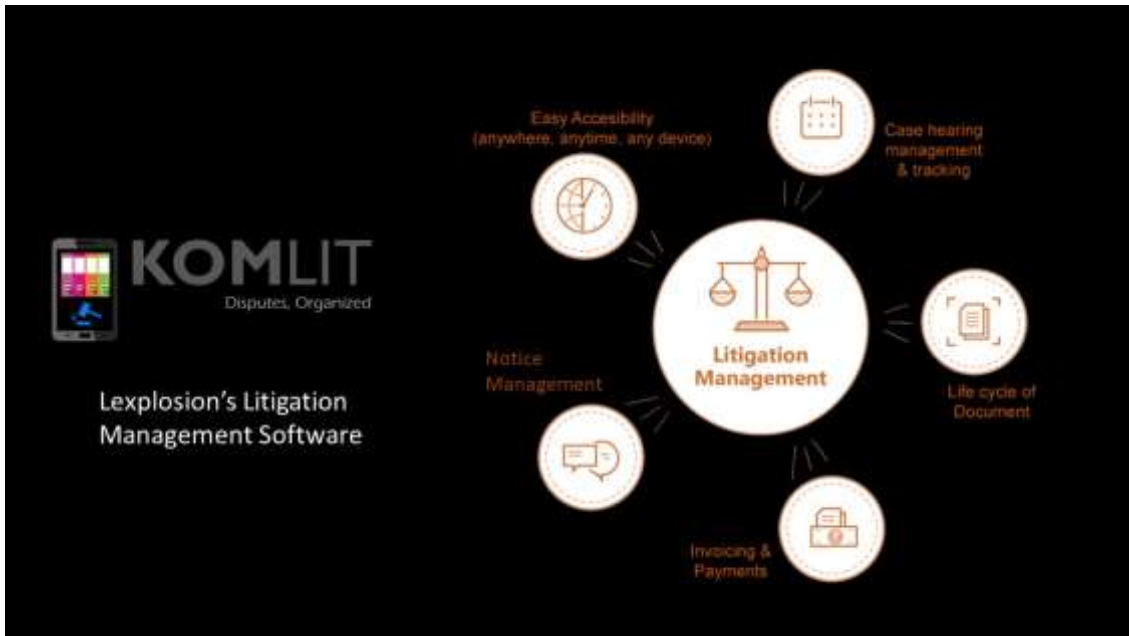 KOMLIT
Disputes, Organized
Lexplosion's Litigation
Management Software
Easy Accesibility
(anywhere, anytime, any device)
Case hearing
management
& tracking
Litigation
Management
Life cycle of
Document
Notice
Management
Invoicing &
Payments